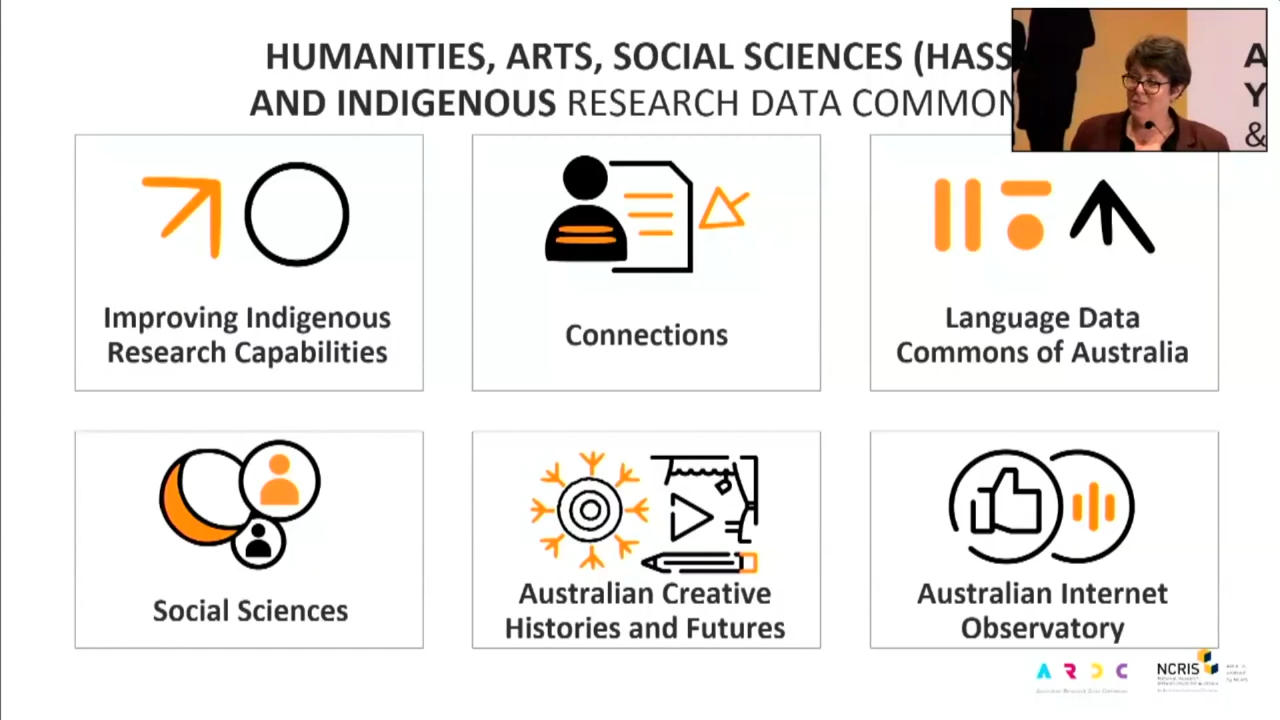 HUMANITIES, ARTS, SOCIAL SCIENCES (HASS
AND INDIGENOUS RESEARCH DATA COMMON
A
Y
&
Improving Indigenous
Research Capabilities
Connections
Language Data
Commons of Australia
Social Sciences
Australian Creative
Histories and Futures
Australian Internet
Observatory
ARDC
NCRIS